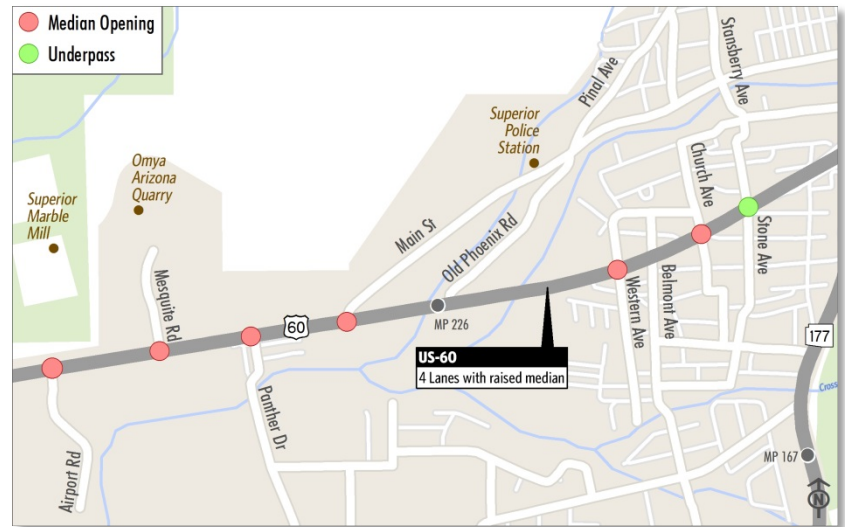 Median Opening
Underpass
Pinal Ave
Stansberry Ave
Superior
Police
Station
Omya
Arizona
Quarry
Church Ave
Superior
Marble
Mill
Main St
Stone Ave
Mesquite Rd
Old Phoenix Rd
Belmont Ave
Western Ave
60
MP 226
177
US-60
4 Lanes with raised median
Panther Dr
Cross
Airport Rd
MP 167
N